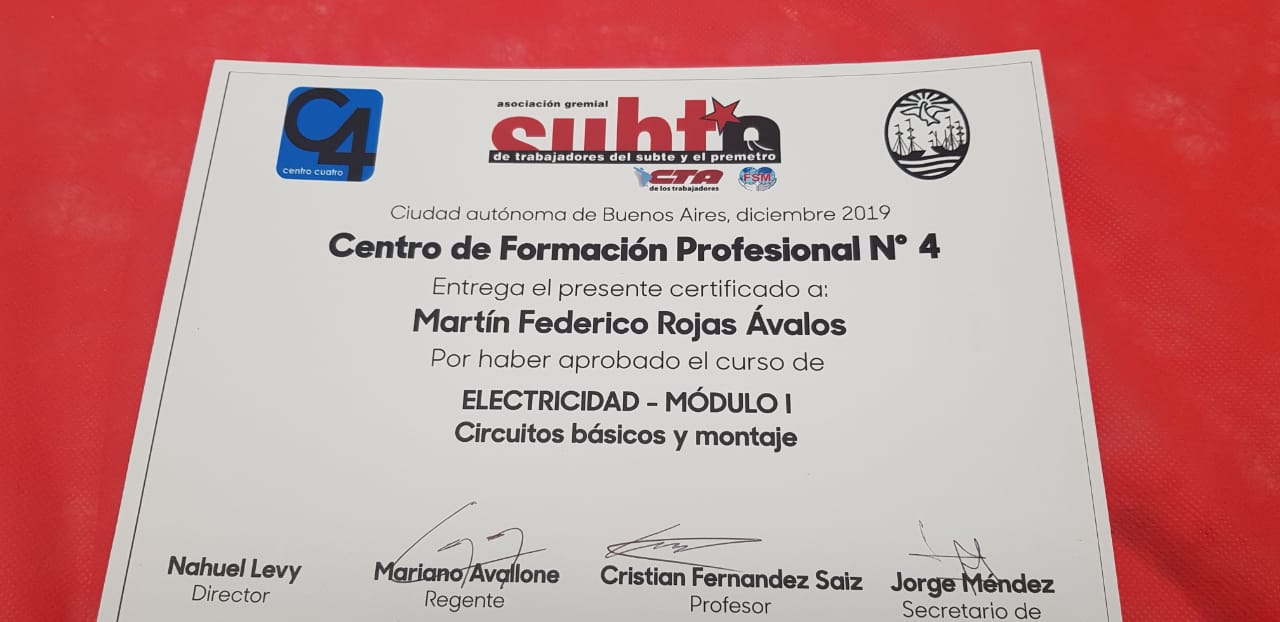 C4
centro cuatro
asociación gremial
subte
de trabajadores del subte y el premetro
CTA
de los trabajadores
FSM
Ciudad autónoma de Buenos Aires, diciembre 2019
Centro de Formación Profesional N° 4
Entrega el presente certificado a:
Martín Federico Rojas Ávalos
Por haber aprobado el curso de
ELECTRICIDAD - MÓDULO I
Circuitos básicos y montaje
Nahuel Levy
Director
Mariano Avallone
Regente
Cristian Fernandez Saiz
Profesor
Jorge Méndez
Secretario de